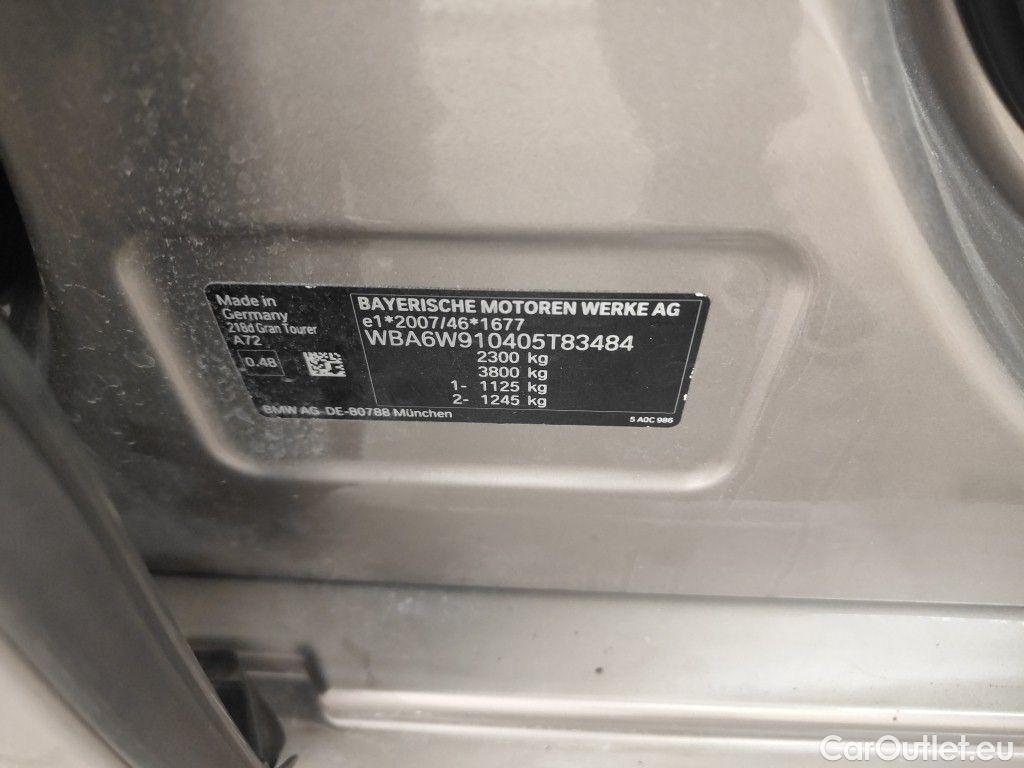 Made in
Germany
218d Gran Tourer
A72
0.48
BAYERISCHE MOTOREN WERKE AG
e1*2007/46*1677
WBA6W910405T83484
2300 kg
3800 kg
1- 1125 kg
2- 1245 kg
BMW AG DE-80788 München
5 A0C 986
CarOutlet.eu